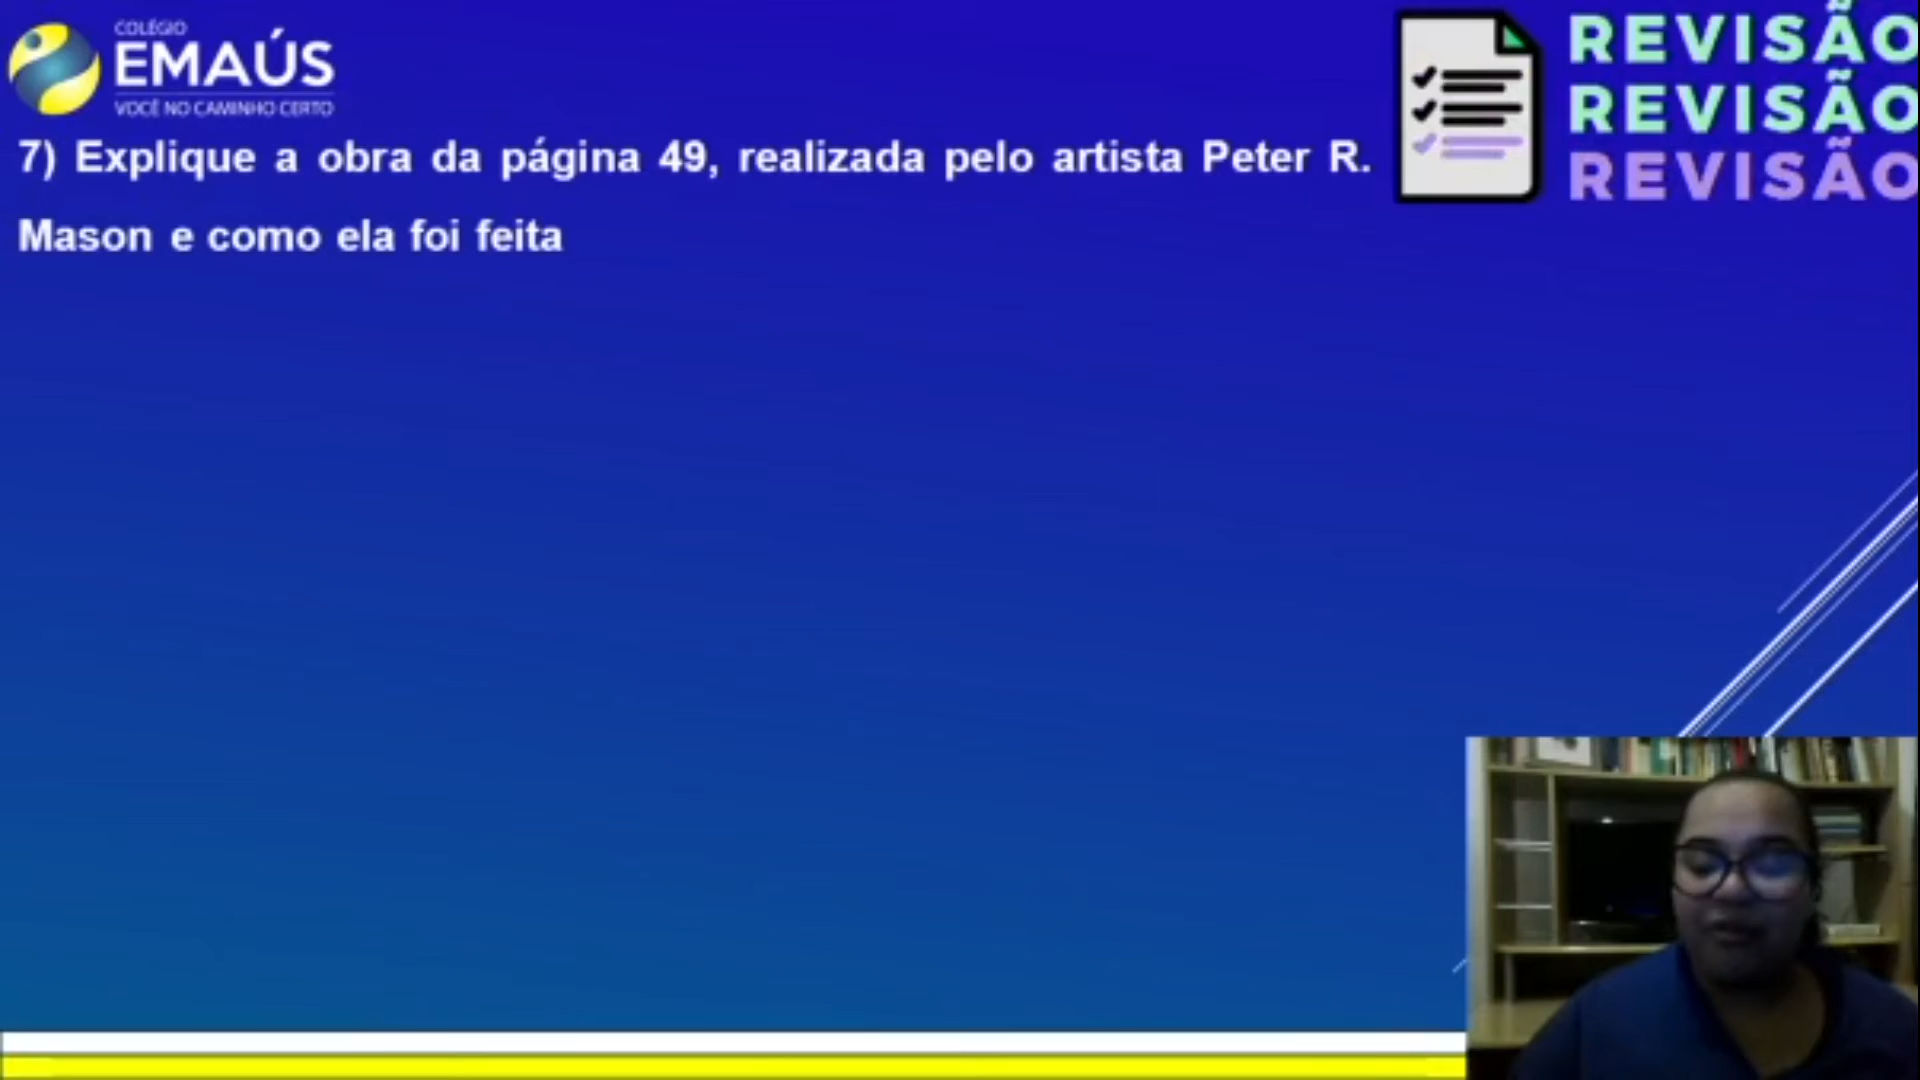 COLÉGIO
EMAÚS
VOCÊ NO CAMINHO CERTO
REVISÃO
REVISÃO
REVISÃO
7) Explique a obra da página 49, realizada pelo artista Peter R.
Mason e como ela foi feita